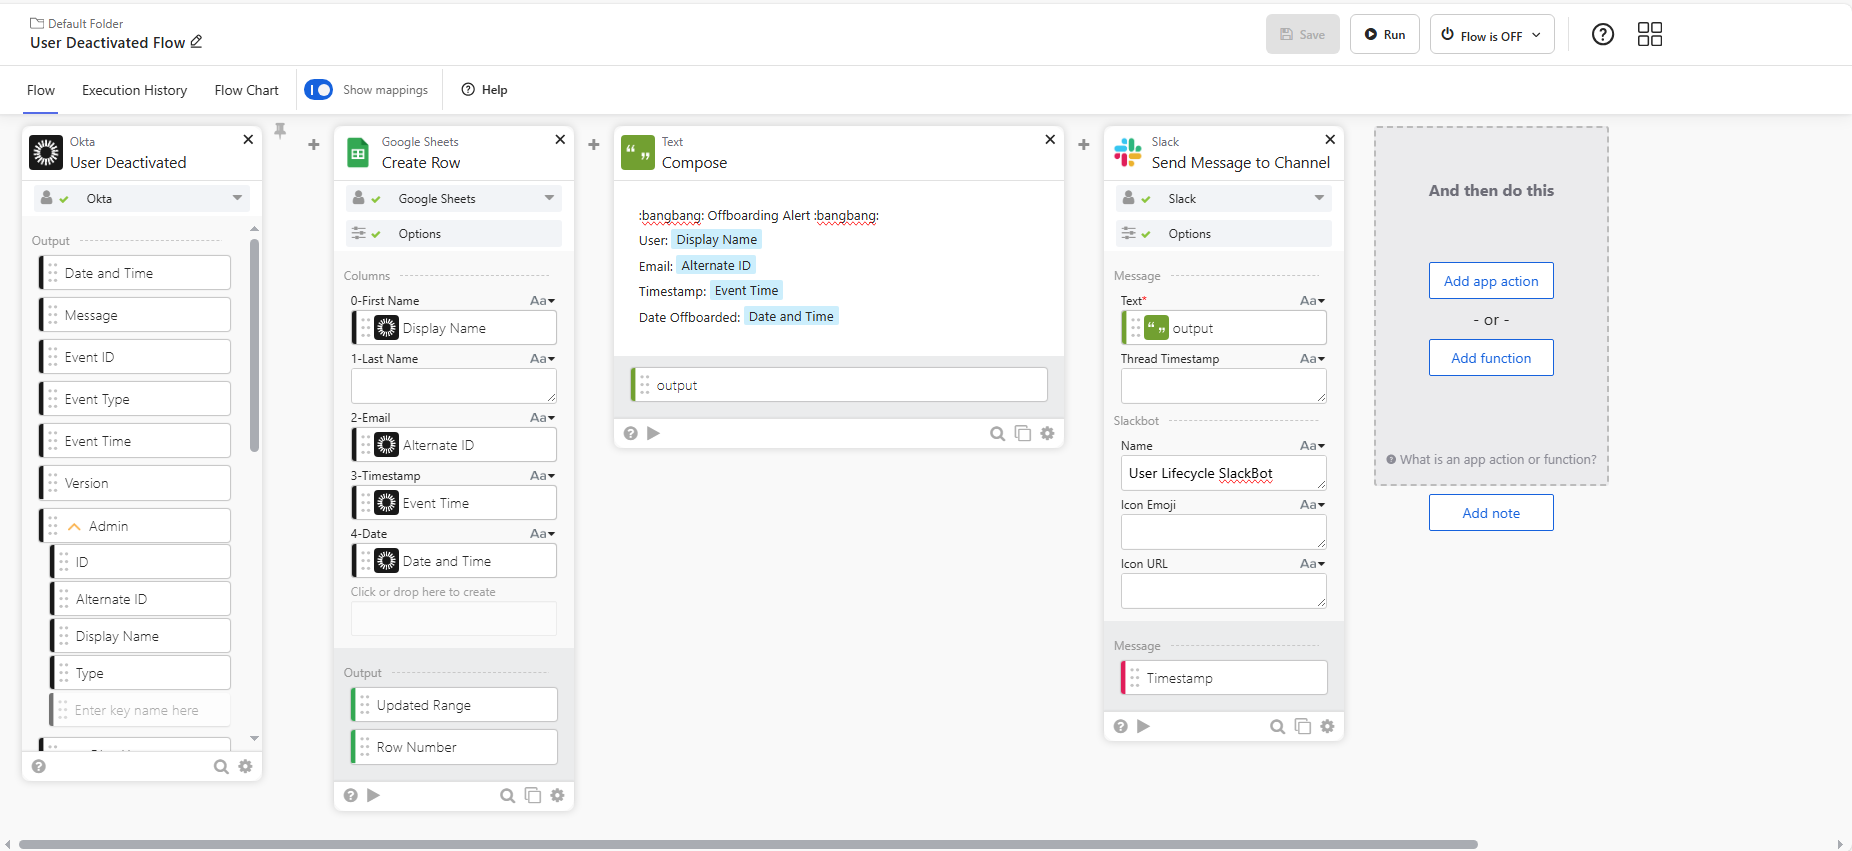 Default Folder
User Deactivated Flow
Save
Run
Flow is OFF
Flow
Execution History
Flow Chart
Show mappings
Help
Okta
User Deactivated
Okta
Output
Date and Time
Message
Event ID
Event Type
Event Time
Version
Admin
ID
Alternate ID
Display Name
Type
Enter key name here
Google Sheets
Create Row
Google Sheets
Options
Columns
0-First Name
Aa
Display Name
1-Last Name
Aa
2-Email
Aa
Alternate ID
3-Timestamp
Aa
Event Time
4-Date
Aa
Date and Time
Click or drop here to create
Output
Updated Range
Row Number
Text
Compose
:bangbang: Offboarding Alert :bangbang:
User: Display Name
Email: Alternate ID
Timestamp: Event Time
Date Offboarded: Date and Time
output
Slack
Send Message to Channel
Slack
Options
Message
Text*
Aa
output
Thread Timestamp
Aa
Slackbot
Name
Aa
User Lifecycle SlackBot
Icon Emoji
Aa
Icon URL
Aa
Message
Timestamp
And then do this
Add app action
- or -
Add function
What is an app action or function?
Add note